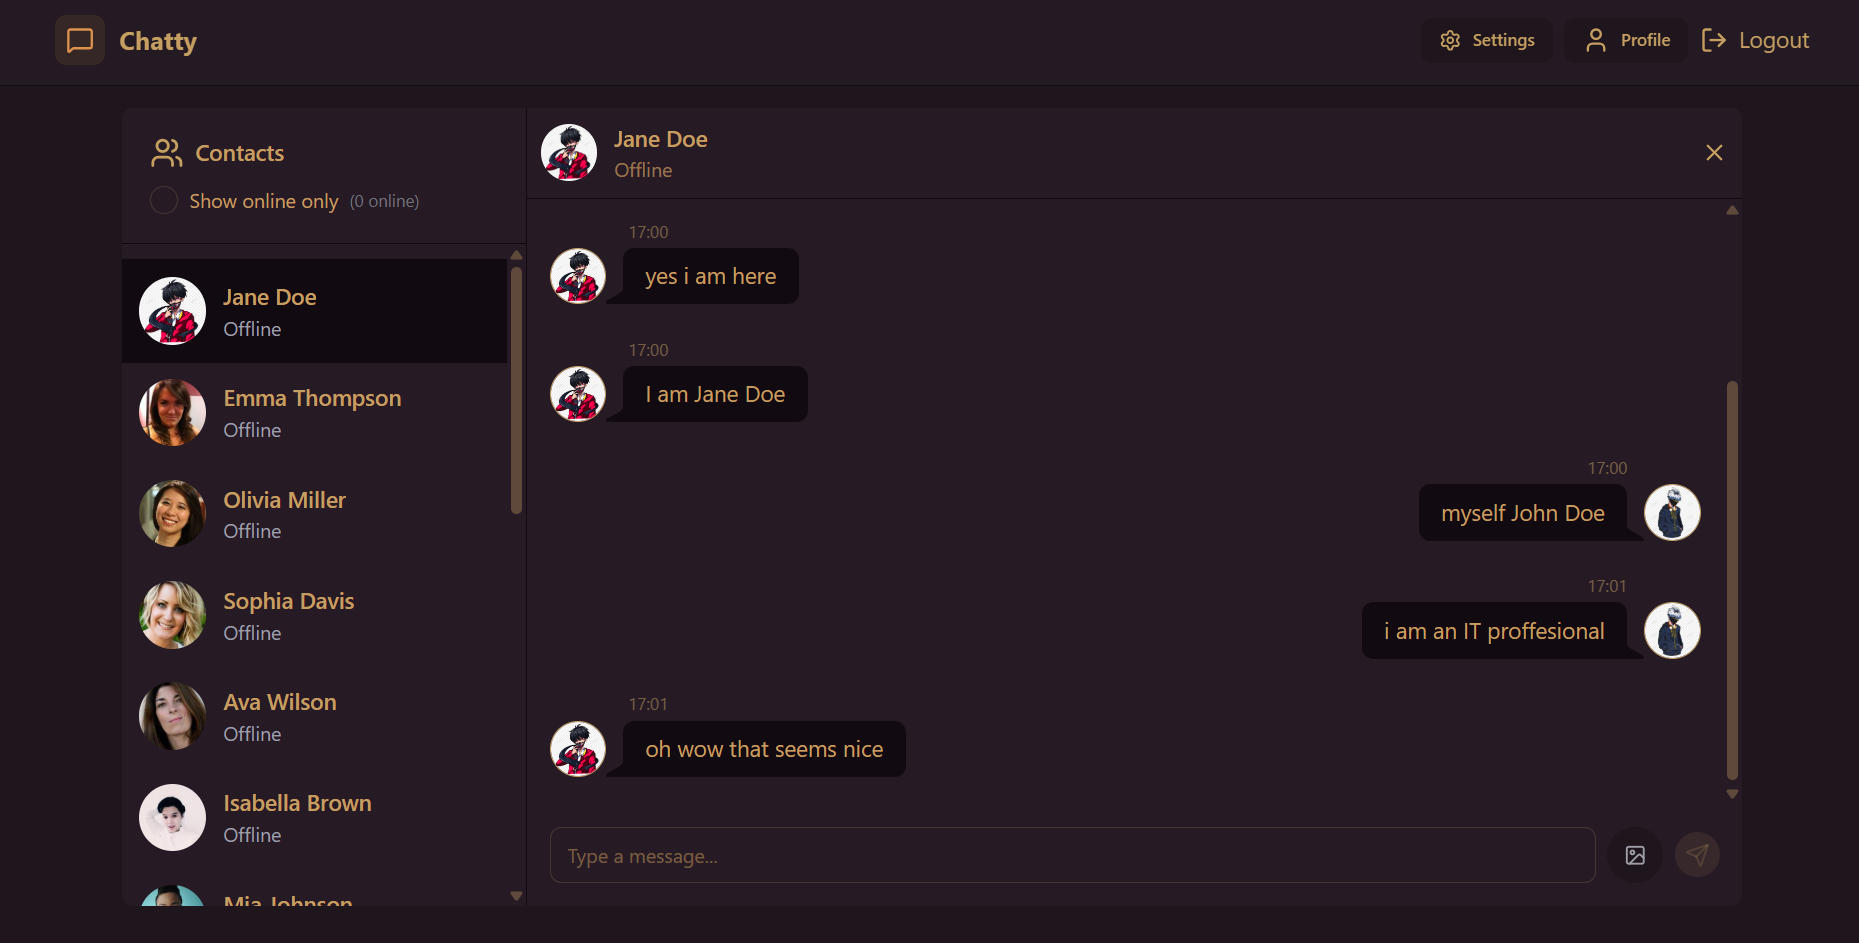 Chatty
Settings
Profile
Logout
Contacts
Show online only (0 online)
Jane Doe
Offline
Emma Thompson
Offline
Olivia Miller
Offline
Sophia Davis
Offline
Ava Wilson
Offline
Isabella Brown
Offline
Mia Johnson
Jane Doe
Offline
17:00
yes i am here
17:00
I am Jane Doe
17:00
myself John Doe
17:01
i am an IT proffesional
17:01
oh wow that seems nice
Type a message...